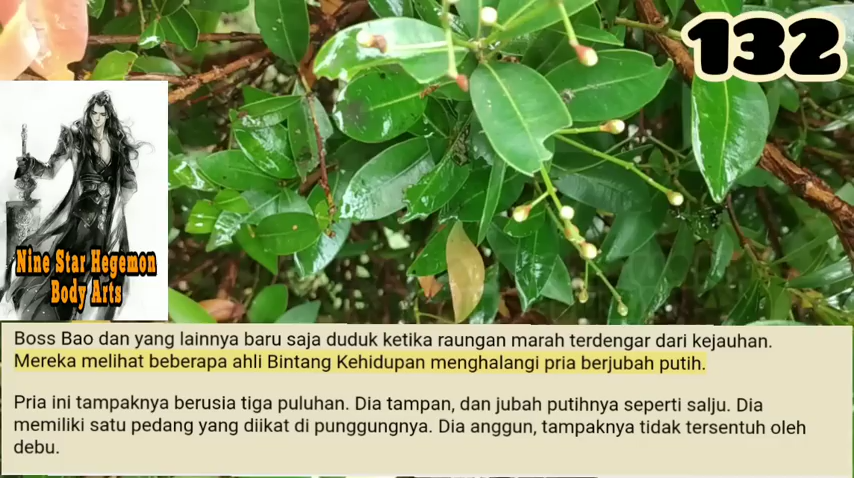 132
Nine Star Hegemon
Body Arts
Boss Bao dan yang lainnya baru saja duduk ketika raungan marah terdengar dari kejauhan.
Mereka melihat beberapa ahli Bintang Kehidupan menghalangi pria berjubah putih.
Pria ini tampaknya berusia tiga puluhan. Dia tampan, dan jubah putihnya seperti salju. Dia
memiliki satu pedang yang diikat di punggungnya. Dia anggun, tampaknya tidak tersentuh oleh
debu.